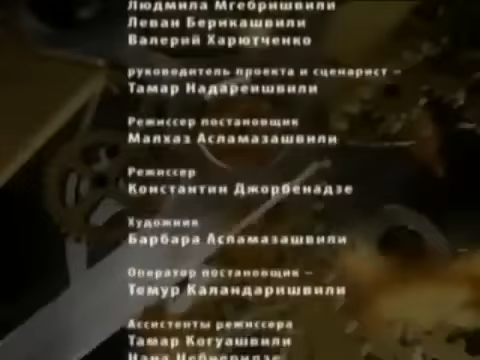 Людмила Мгебришвили
Леван Берикашвили
Валерий Харютченко
руководитель проекта и сценарист –
Тамар Надареишвили
Режиссер постановщик
Малхаз Асламазашвили
Режиссер
Константин Джорбенадзе
Художник
Барбара Асламазашвили
Оператор постановщик –
Темур Каландаришвили
Ассистенты режиссера
Тамар Когуашвили
Нана